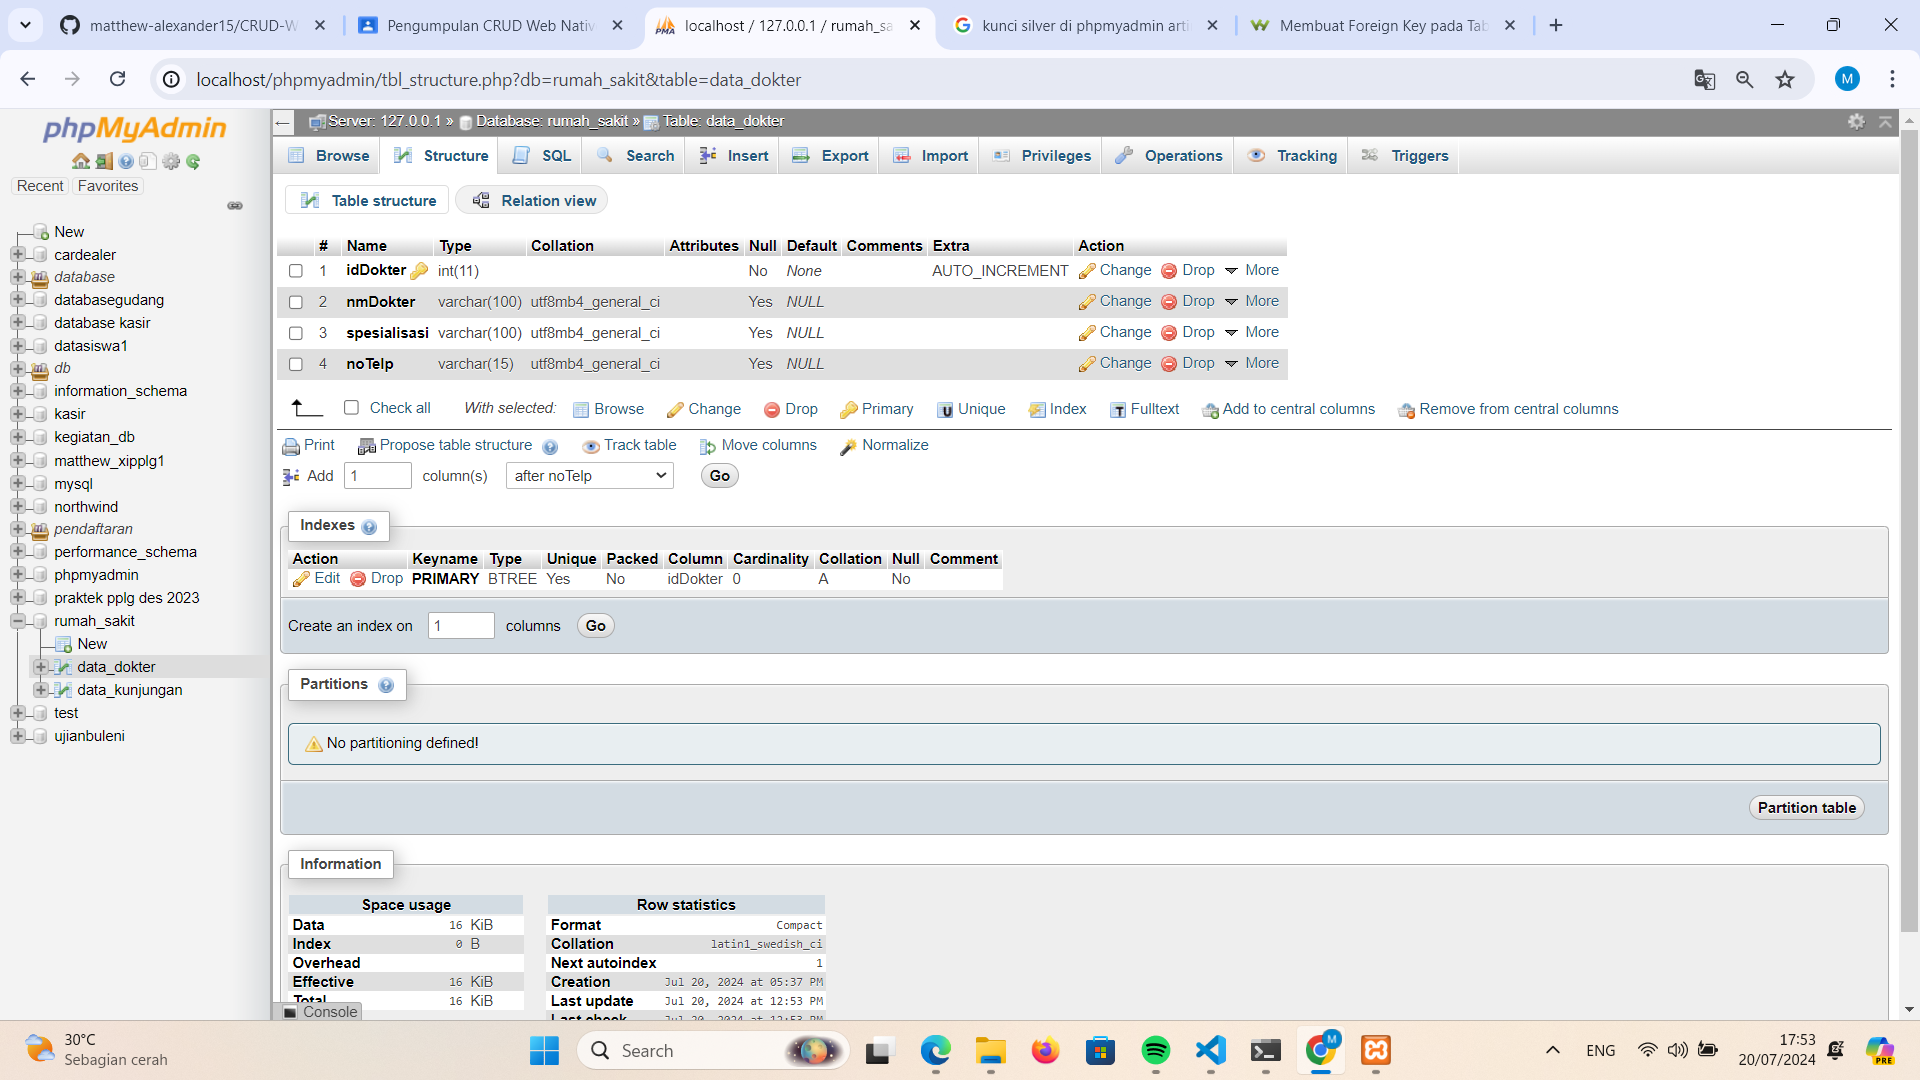 matthew-alexander15/CRUD-W
Pengumpulan CRUD Web Nativ
localhost / 127.0.0.1 / rumah_sa
kunci silver di phpmyadmin arti
Membuat Foreign Key pada Tab
localhost/phpmyadmin/tbl_structure.php?db=rumah_sakit&table=data_dokter
M
phpMyAdmin
Recent Favorites
New
cardealer
database
databasegudang
database kasir
datasiswa1
db
information_schema
kasir
kegiatan_db
matthew_xipplg1
mysql
northwind
pendaftaran
performance_schema
phpmyadmin
praktek pplg des 2023
rumah_sakit
New
data_dokter
data_kunjungan
test
ujianbuleni
Server: 127.0.0.1 » Database: rumah_sakit » Table: data_dokter
Browse Structure SQL Search Insert Export Import Privileges Operations Tracking Triggers
Table structure Relation view
# Name Type Collation Attributes Null Default Comments Extra Action
1 idDokter int(11) No None AUTO_INCREMENT Change Drop More
2 nmDokter varchar(100) utf8mb4_general_ci Yes NULL Change Drop More
3 spesialisasi varchar(100) utf8mb4_general_ci Yes NULL Change Drop More
4 noTelp varchar(15) utf8mb4_general_ci Yes NULL Change Drop More
Check all With selected: Browse Change Drop Primary Unique Index Fulltext Add to central columns Remove from central columns
Print Propose table structure Track table Move columns Normalize
Add 1 column(s) after noTelp Go
Indexes
Action Keyname Type Unique Packed Column Cardinality Collation Null Comment
Edit Drop PRIMARY BTREE Yes No idDokter 0 A No
Create an index on 1 columns Go
Partitions
No partitioning defined!
Partition table
Information
Space usage
Data 16 KiB
Index 0 B
Overhead
Effective 16 KiB
Total 16 KiB
Row statistics
Format Compact
Collation latin1_swedish_ci
Next autoindex 1
Creation Jul 20, 2024 at 05:37 PM
Last update Jul 20, 2024 at 12:53 PM
Last check Jul 20, 2024 at 12:53 PM
Console
30°C
Sebagian cerah
Search
M
ENG
17:53
20/07/2024
PRE